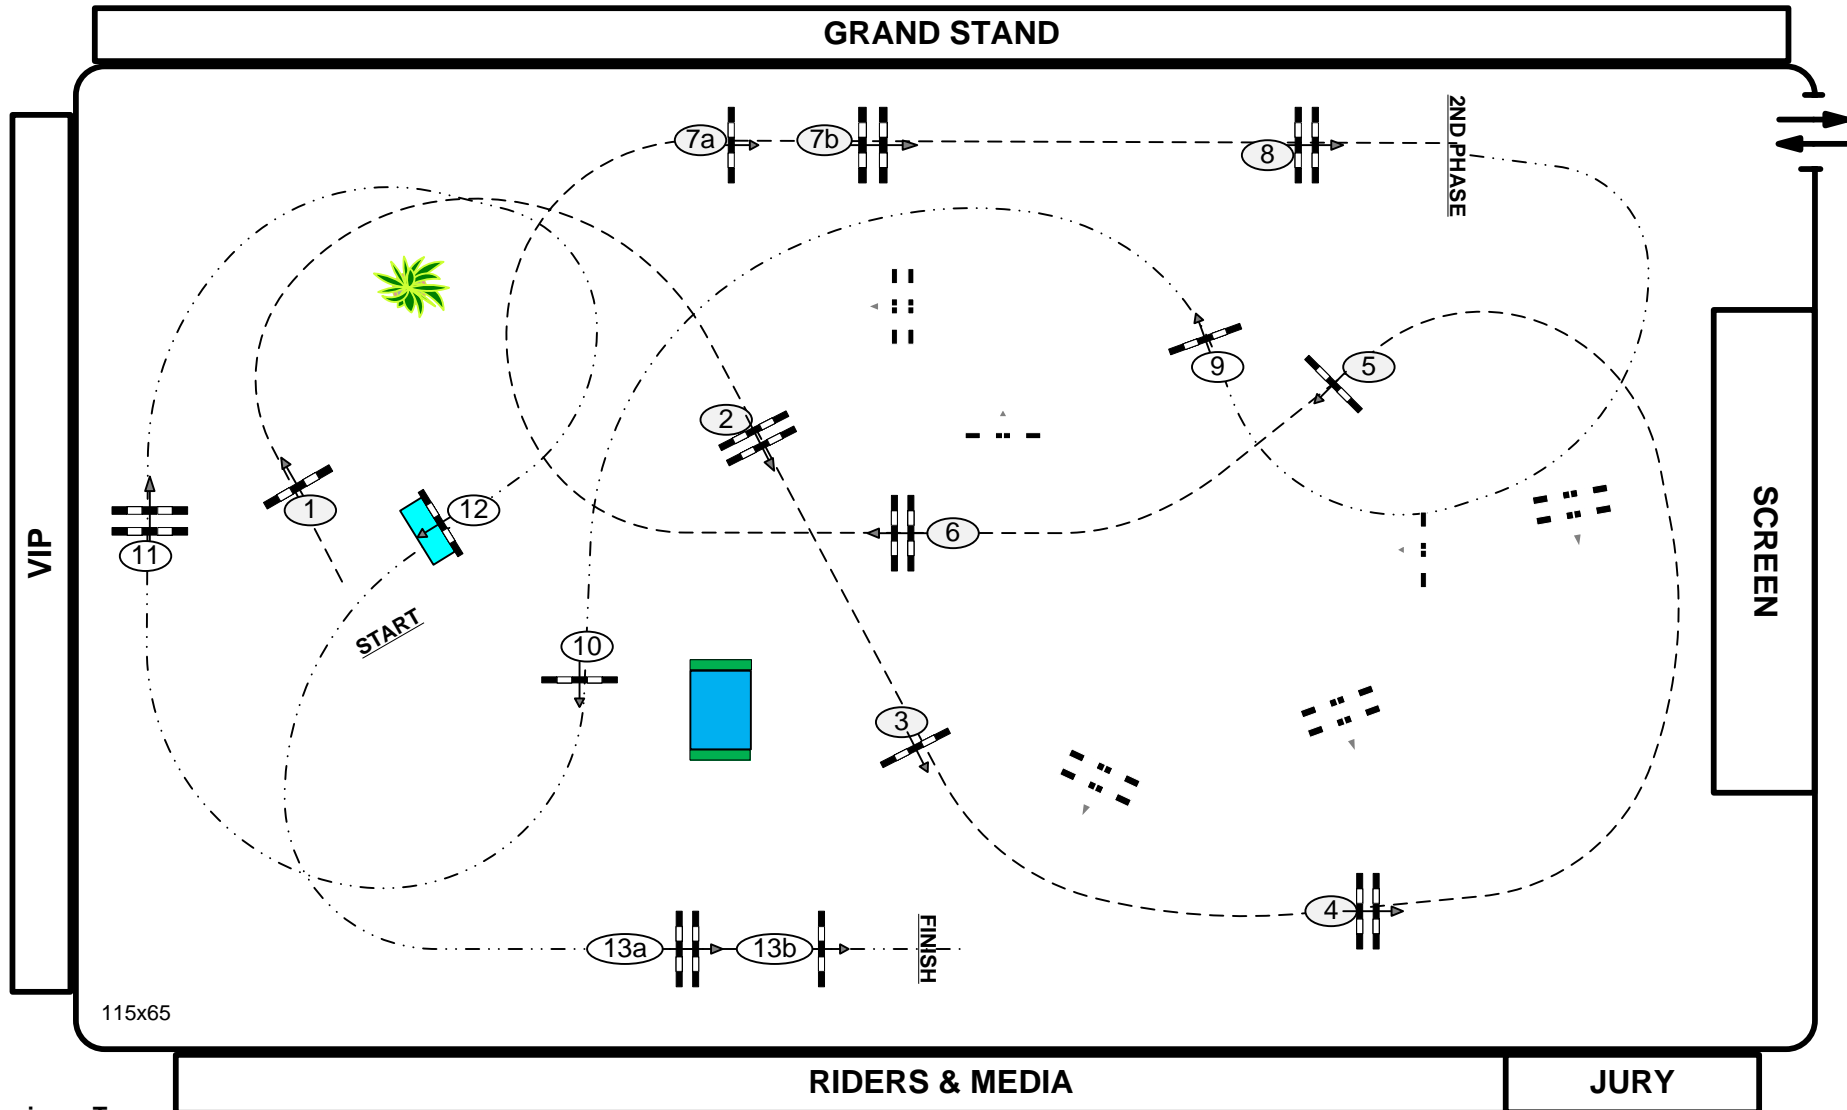 GRAND STAND
7a
7b
8
2ND PHASE
9
5
2
1
12
6
11
VIP
SCREEN
START
10
3
4
13a
13b
FINISH
115x65
RIDERS & MEDIA
JURY